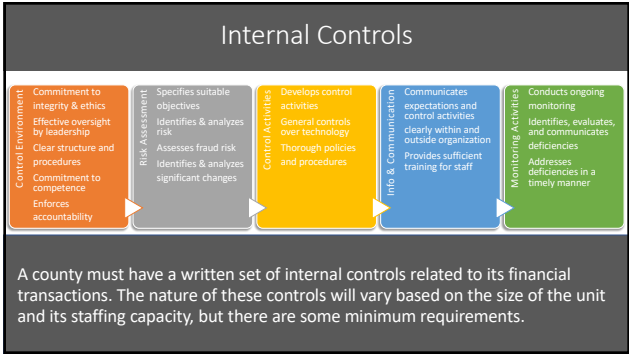 Internal Controls
Control Environment
Commitment to
integrity & ethics
Effective oversight
by leadership
Clear structure and
procedures
Commitment to
competence
Enforces
accountability
Risk Assessment
Specifies suitable
objectives
Identifies & analyzes
risk
Assesses fraud risk
Identifies & analyzes
significant changes
Control Activities
Develops control
activities
General controls
over technology
Thorough policies
and procedures
Info & Communication
Communicates
expectations and
control activities
clearly within and
outside organization
Provides sufficient
training for staff
Monitoring Activities
Conducts ongoing
monitoring
Identifies, evaluates,
and communicates
deficiencies
Addresses
deficiencies in a
timely manner
A county must have a written set of internal controls related to its financial
transactions. The nature of these controls will vary based on the size of the unit
and its staffing capacity, but there are some minimum requirements.